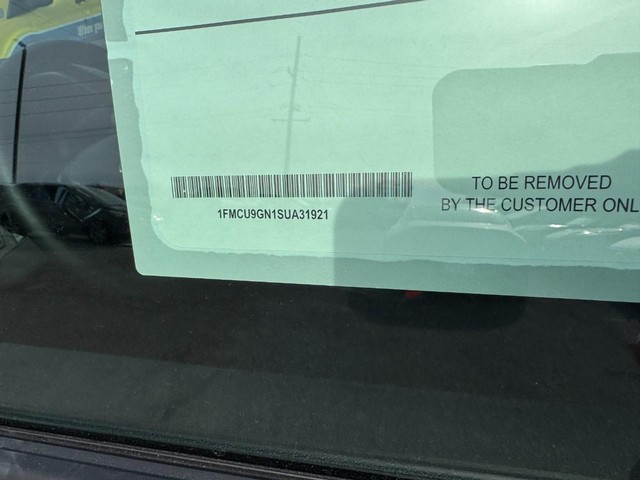 1FMCU9GN1SUA31921
TO BE REMOVED
BY THE CUSTOMER ONL